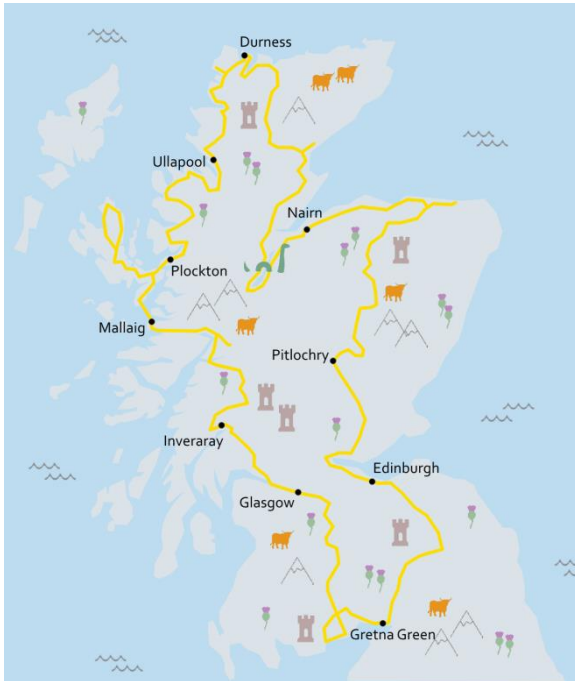 Durness
Ullapool
Nairn
Plockton
Mallaig
Pitlochry
Inveraray
Edinburgh
Glasgow
Gretna Green